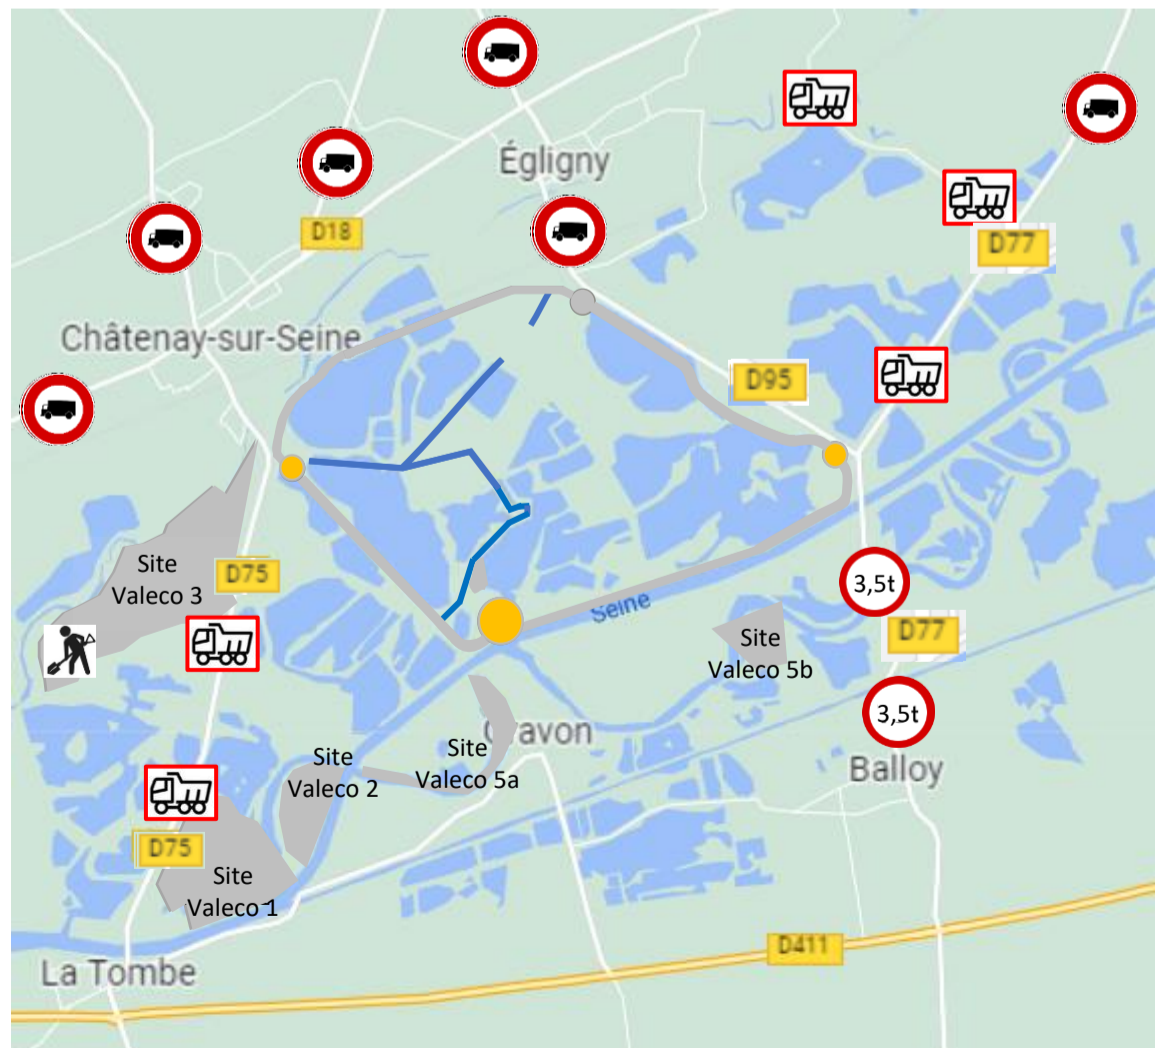 Égligny
D18
D77
Châtenay-sur-Seine
D95
Site
Valeco 3
D75
3,5t
Seine
D77
Site
Valeco 5b
3,5t
Gravon
Site
Valeco 5a
Site
Valeco 2
Balloy
D75
Site
Valeco 1
D411
La Tombe